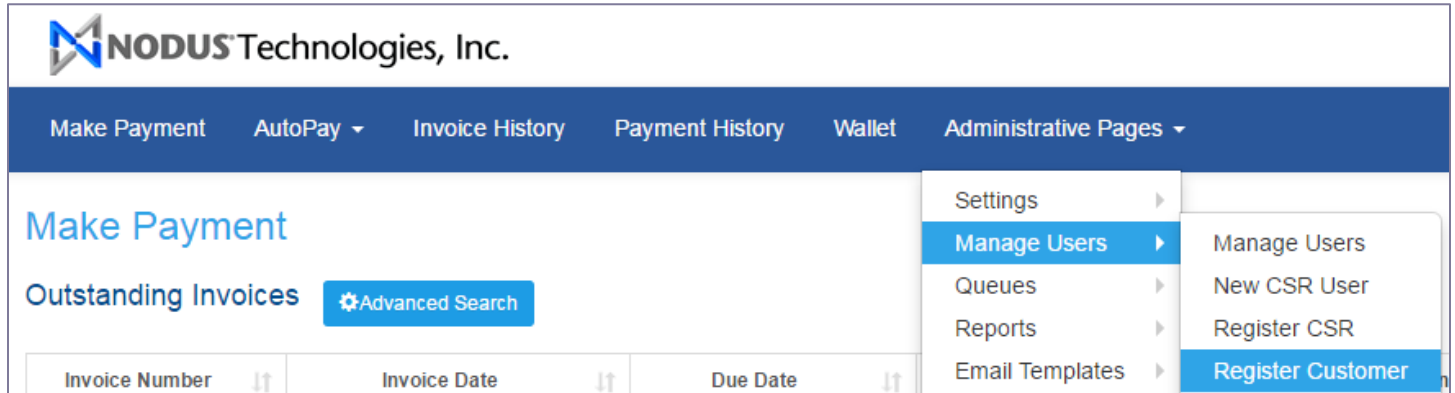 NODUS® Technologies, Inc.
Make Payment AutoPay Invoice History Payment History Wallet Administrative Pages
Make Payment
Outstanding Invoices Advanced Search
Invoice Number Invoice Date Due Date
Settings
Manage Users
Queues
Reports
Email Templates
Manage Users
New CSR User
Register CSR
Register Customer